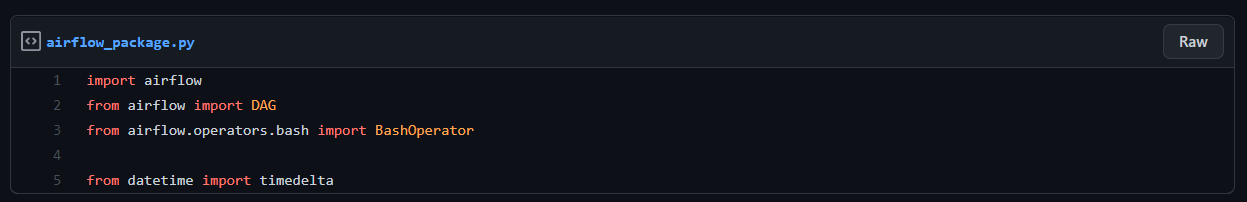 airflow_package.py
Raw
1 import airflow
2 from airflow import DAG
3 from airflow.operators.bash import BashOperator
4
5 from datetime import timedelta